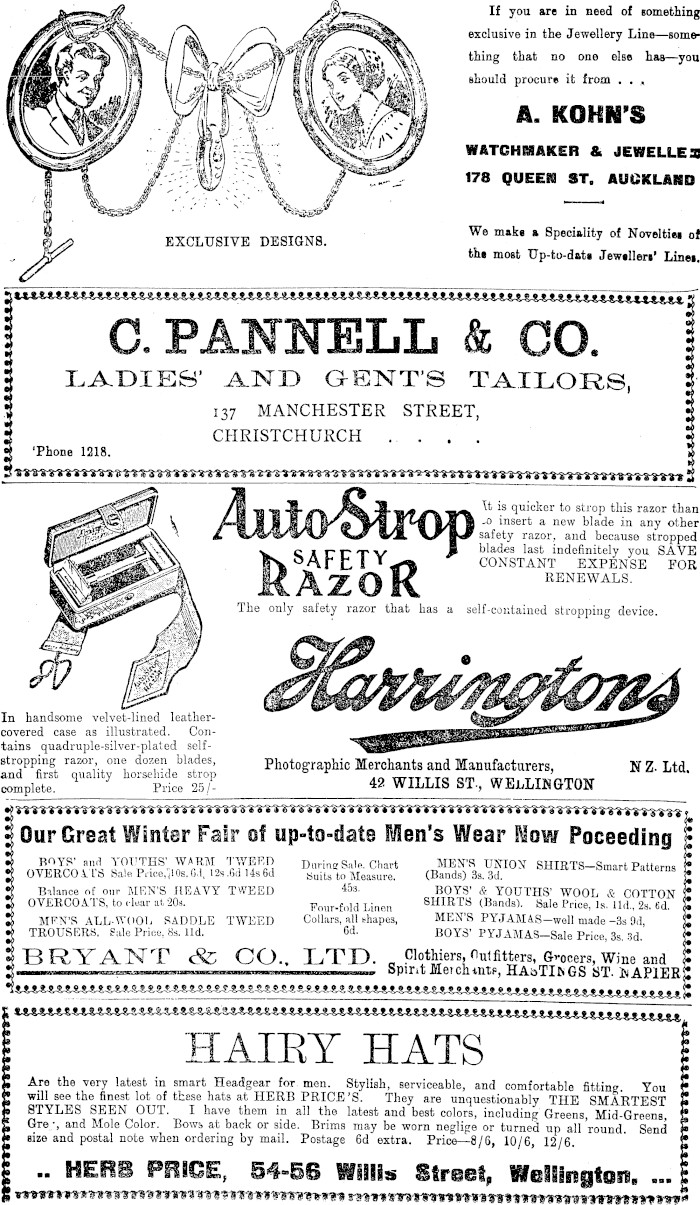 If you are in need of something
exclusive in the Jewellery Line—some-
thing that no one else has—you
should procure it from . . .
A. KOHN'S
WATCHMAKER & JEWELLER
178 QUEEN ST. AUCKLAND
We make a Speciality of Novelties of
the most Up-to-date Jewellers' Lines.
EXCLUSIVE DESIGNS.
C. PANNELL & CO.
LADIES' AND GENT'S TAILORS,
137 MANCHESTER STREET,
CHRISTCHURCH . . . .
'Phone 1218.
Auto Strop
SAFETY
RAZOR
It is quicker to strop this razor than
to insert a new blade in any other
safety razor, and because stropped
blades last indefinitely you SAVE
CONSTANT EXPENSE FOR
RENEWALS.
The only safety razor that has a self-contained stropping device.
In handsome velvet-lined leather-
covered case as illustrated. Con-
tains quadruple-silver-plated self-
stropping razor, one dozen blades,
and first quality horsehide strop
complete. Price 25/-
Harringtons
Photographic Merchants and Manufacturers, N Z. Ltd.
42 WILLIS ST., WELLINGTON
Our Great Winter Fair of up-to-date Men's Wear Now Poceeding
BOYS' and YOUTHS' WARM TWEED
OVERCOATS Sale Price, 10s. 6d, 12s .6d 14s 6d
Balance of our MEN'S HEAVY TWEED
OVERCOATS, to clear at 20s.
MEN'S ALL-WOOL SADDLE TWEED
TROUSERS. Sale Price, 8s. 11d.
During Sale. Chart
Suits to Measure,
45s.
Four-fold Linen
Collars, all shapes,
6d.
MEN'S UNION SHIRTS—Smart Patterns
(Bands) 3s. 3d.
BOYS' & YOUTHS' WOOL & COTTON
SHIRTS (Bands). Sale Price, 1s. 11d., 2s. 6d.
MEN'S PYJAMAS—well made -3s 9d,
BOYS' PYJAMAS—Sale Price, 3s. 3d.
BRYANT & CO., LTD.
Clothiers, Outfitters, Grocers, Wine and
Spirit Merchants, HASTINGS ST. NAPIER
HAIRY HATS
Are the very latest in smart Headgear for men. Stylish, serviceable, and comfortable fitting. You
will see the finest lot of these hats at HERB PRICE'S. They are unquestionably THE SMARTEST
STYLES SEEN OUT. I have them in all the latest and best colors, including Greens, Mid-Greens,
and Mole Color. Bows at back or side. Brims may be worn neglige or turned up all round. Send
size and postal note when ordering by mail. Postage 6d extra. Price—8/6, 10/6, 12/6.
.. HERB PRICE, 54-56 Willis Street, Wellington. ...